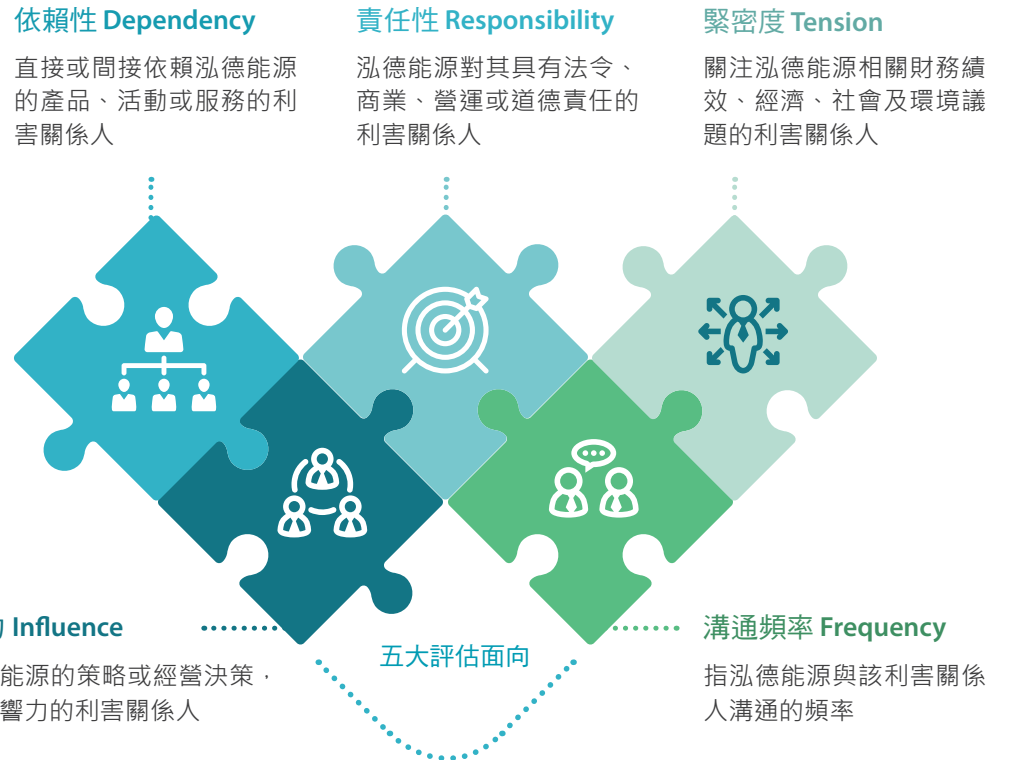 依賴性 Dependency
直接或間接依賴泓德能源
的產品、活動或服務的利
害關係人
責任性 Responsibility
泓德能源對其具有法令、
商業、營運或道德責任的
利害關係人
緊密度 Tension
關注泓德能源相關財務績
效、經濟、社會及環境議
題的利害關係人
Influence
能源的策略或經營決策，
響力的利害關係人
五大評估面向
溝通頻率 Frequency
指泓德能源與該利害關係
人溝通的頻率